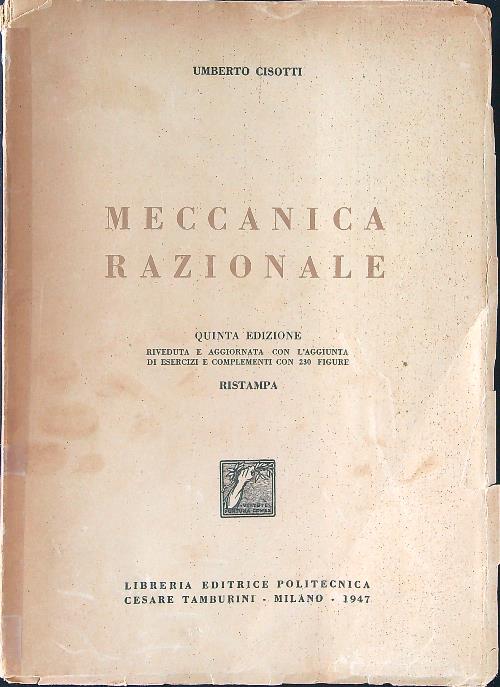 UMBERTO CISOTTI
MECCANICA
RAZIONALE
QUINTA EDIZIONE
RIVEDUTA E AGGIORNATA CON L'AGGIUNTA
DI ESERCIZI E COMPLEMENTI CON 230 FIGURE
RISTAMPA
LIBRERIA EDITRICE POLITECNICA
CESARE TAMBURINI - MILANO - 1947